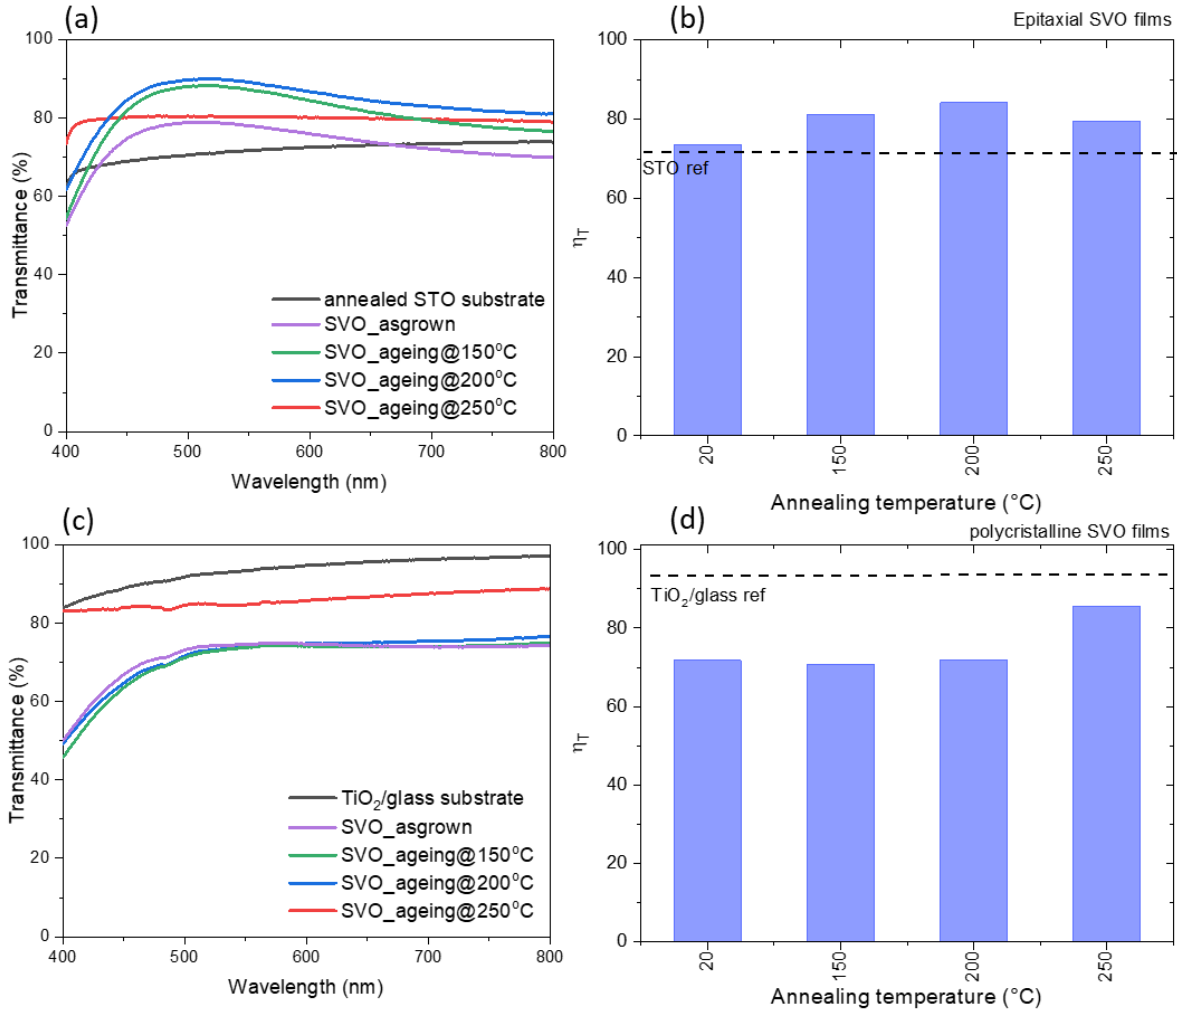 (a)
100
80
60
40
20
0
400
500
600
700
800
Transmittance (%)
Wavelength (nm)
annealed STO substrate
SVO_asgrown
SVO_ageing@150°C
SVO_ageing@200°C
SVO_ageing@250°C
(b)
Epitaxial SVO films
100
80
60
40
20
0
ηT
STO ref
20
150
200
250
Annealing temperature (°C)
(c)
100
80
60
40
20
0
400
500
600
700
800
Transmittance (%)
Wavelength (nm)
TiO2/glass substrate
SVO_asgrown
SVO_ageing@150°C
SVO_ageing@200°C
SVO_ageing@250°C
(d)
polycristalline SVO films
100
80
60
40
20
0
ηT
TiO2/glass ref
20
150
200
250
Annealing temperature (°C)